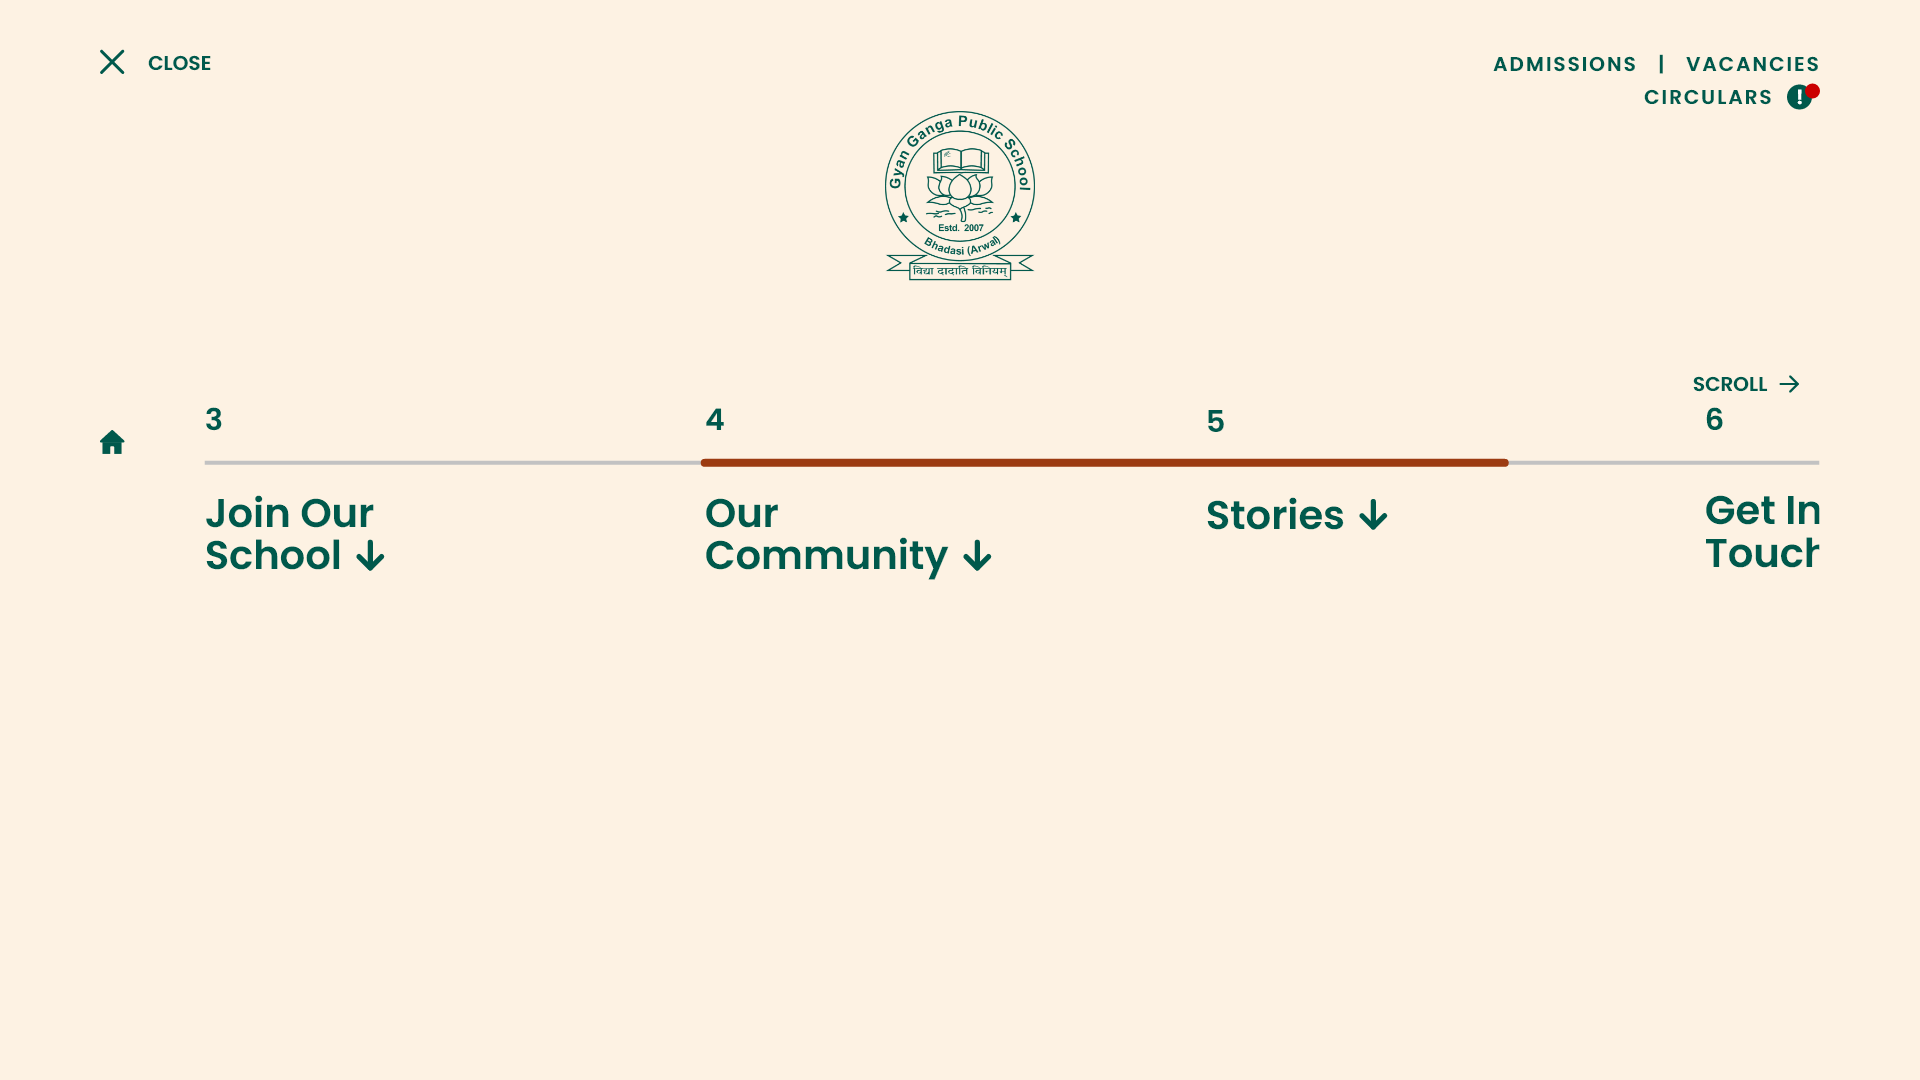 CLOSE
ADMISSIONS | VACANCIES
CIRCULARS
Gyan Ganga Public School
Estd. 2007
Bhadasi (Arwal)
विद्या दादाति विनियम्
SCROLL
3
4
5
6
Join Our
School
Our
Community
Stories
Get In
Touch